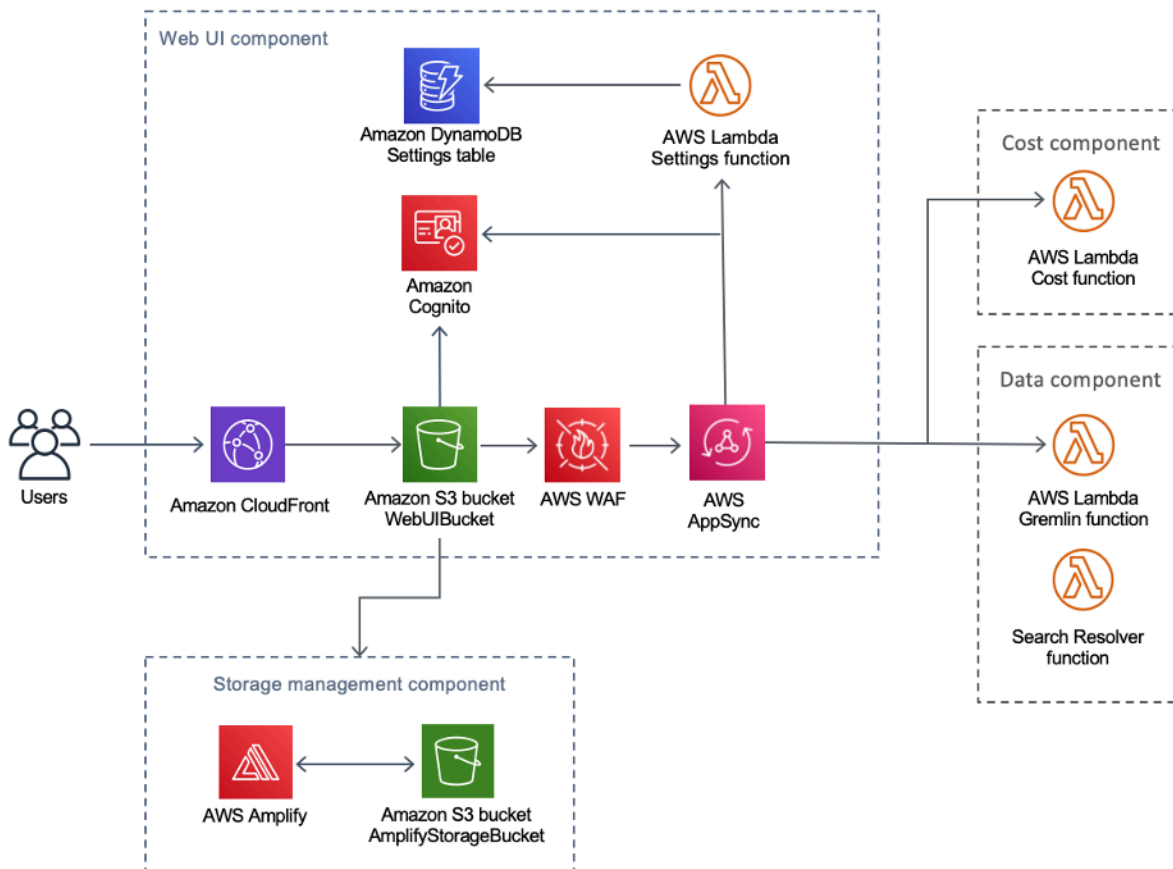 Web UI component
Amazon DynamoDB
Settings table
AWS Lambda
Settings function
Amazon
Cognito
Users
Amazon CloudFront
Amazon S3 bucket
WebUIBucket
AWS WAF
AWS
AppSync
Cost component
AWS Lambda
Cost function
Data component
AWS Lambda
Gremlin function
Search Resolver
function
Storage management component
AWS Amplify
Amazon S3 bucket
AmplifyStorageBucket